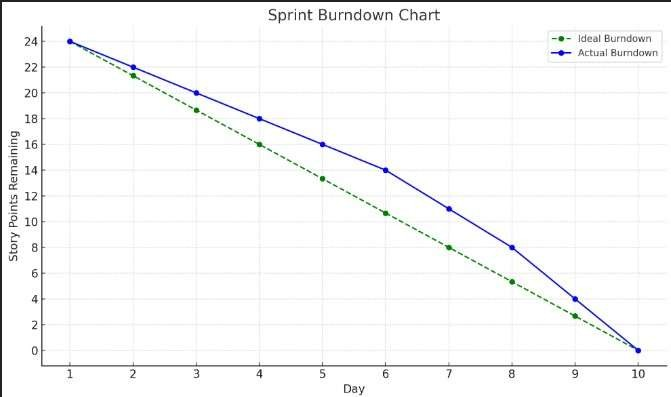 Sprint Burndown Chart
Ideal Burndown
Actual Burndown
Story Points Remaining
24
22
20
18
16
14
12
10
8
6
4
2
0
1 2 3 4 5 6 7 8 9 10
Day